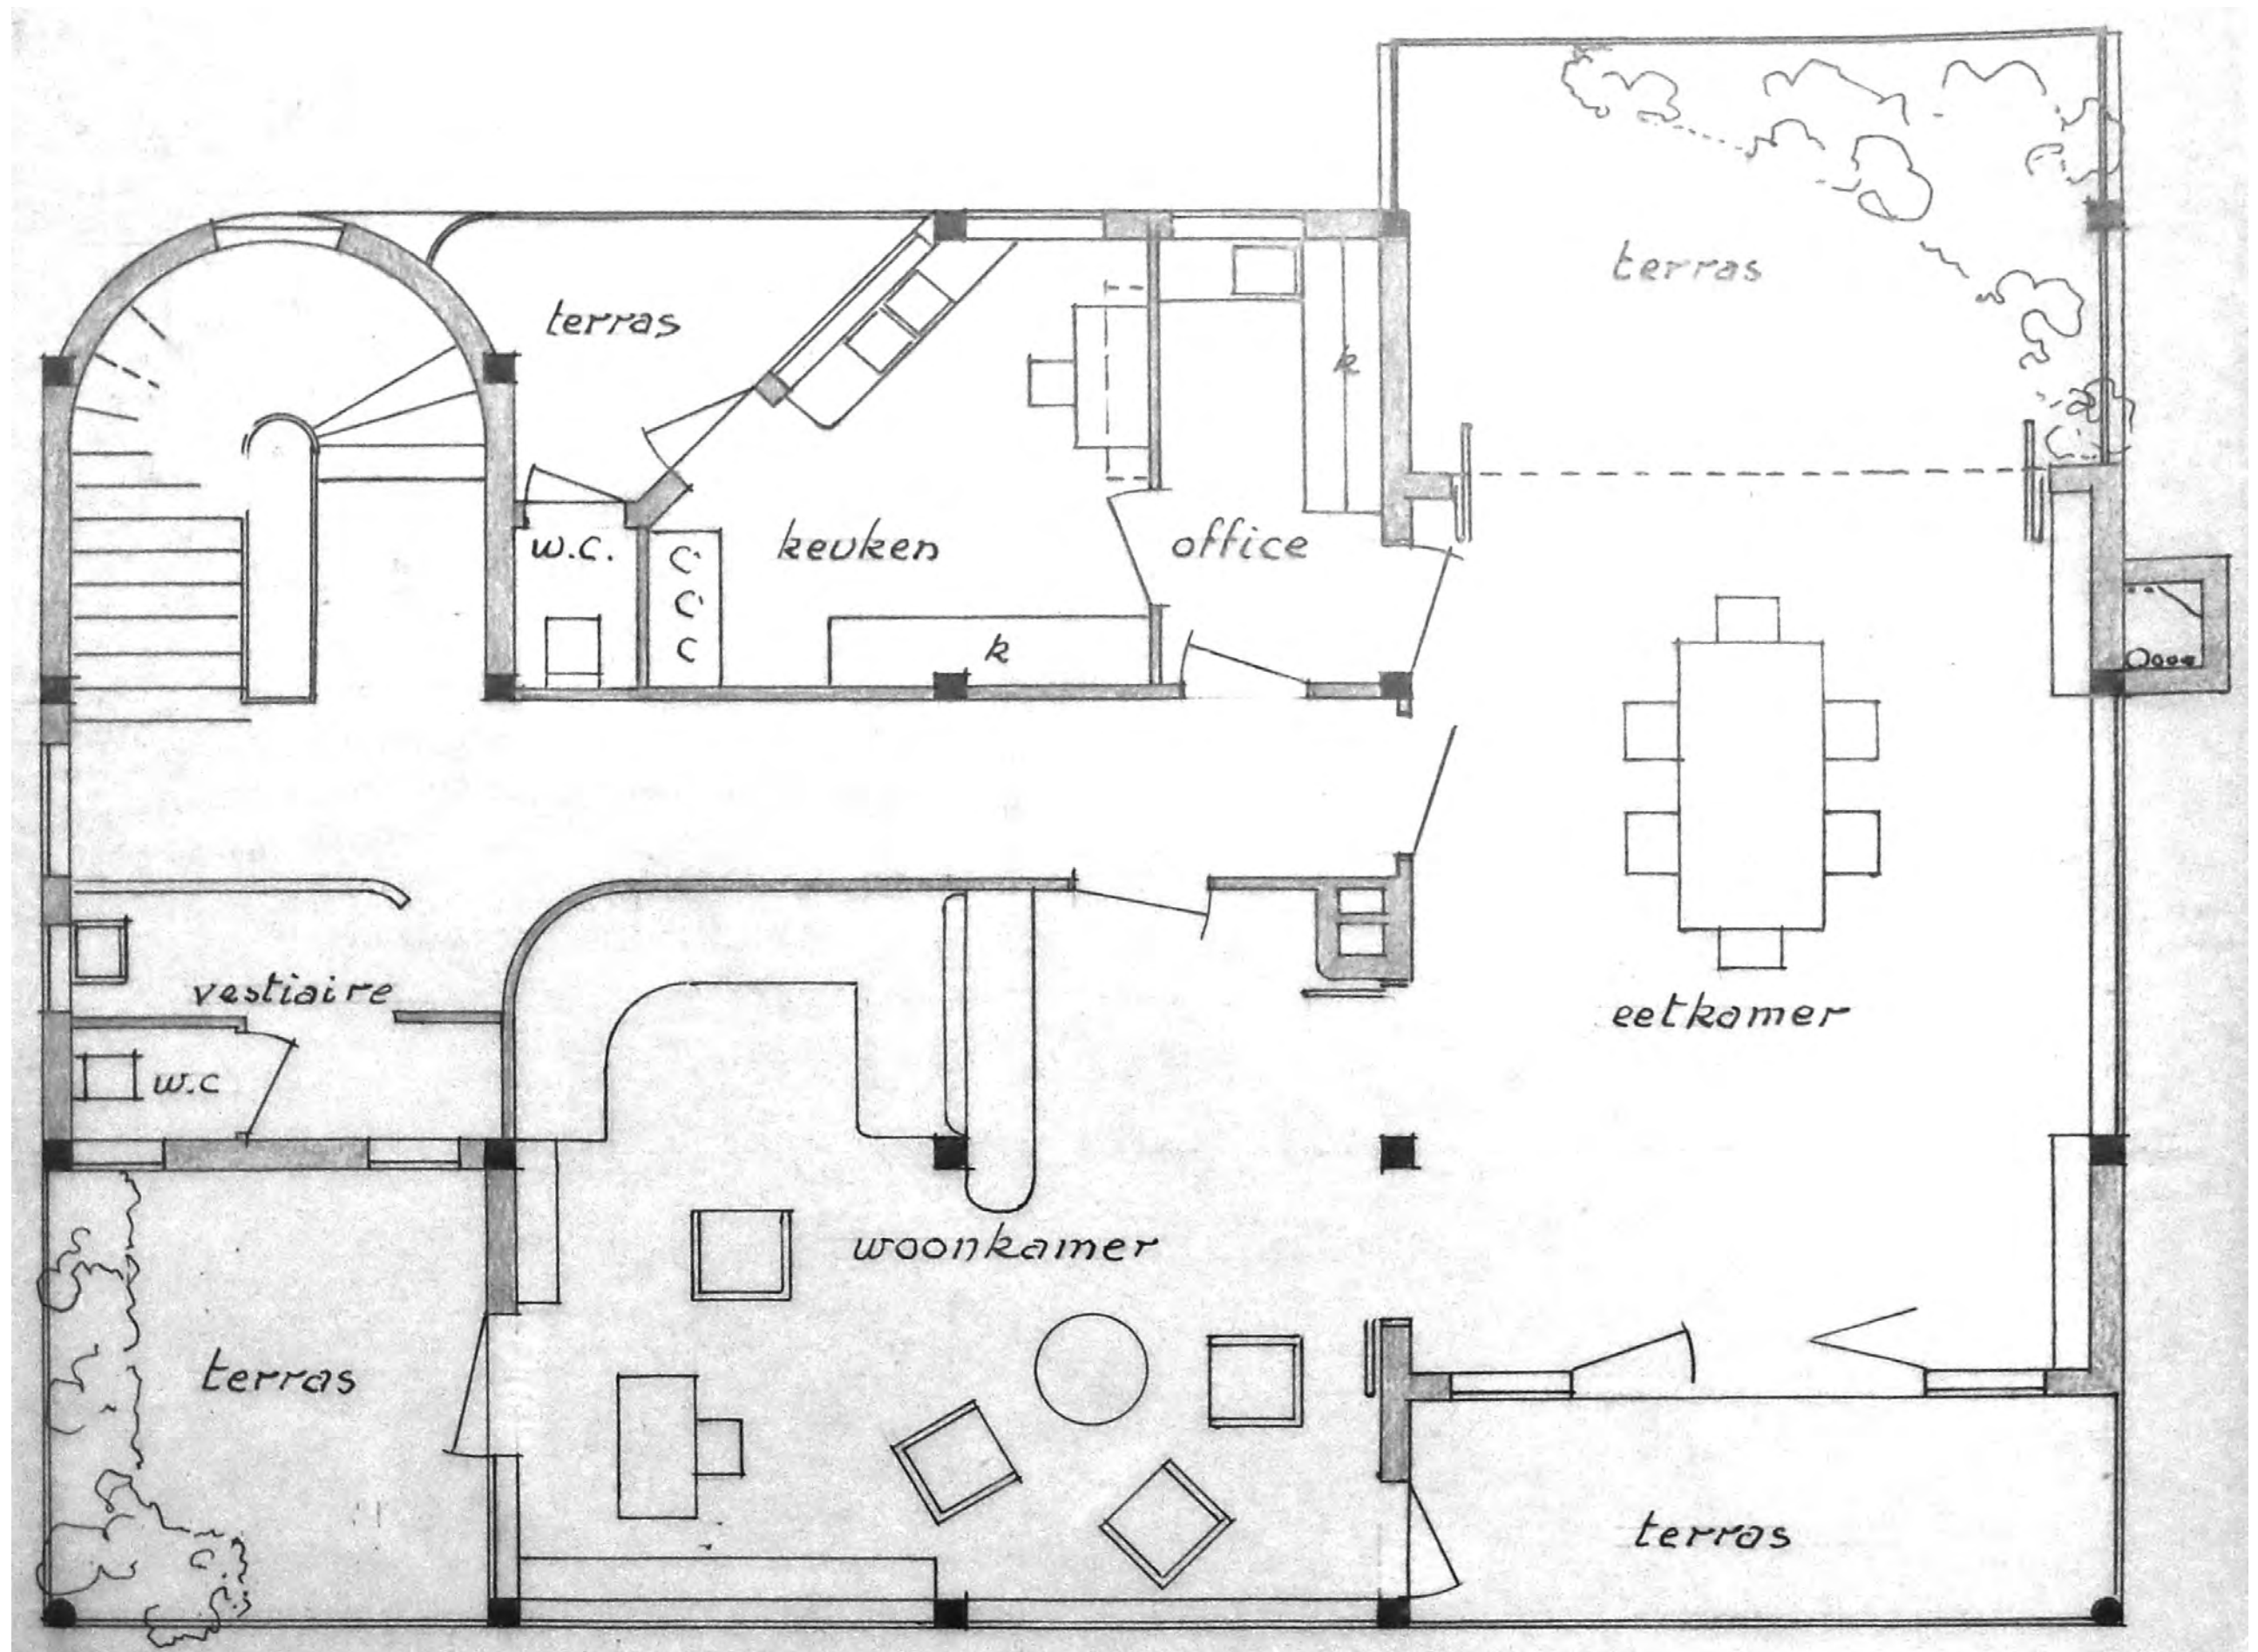 terras
terras
k
w.c.
c
c
c
keuken
office
k
vestiaire
eetkamer
w.c
woonkamer
terras
terras